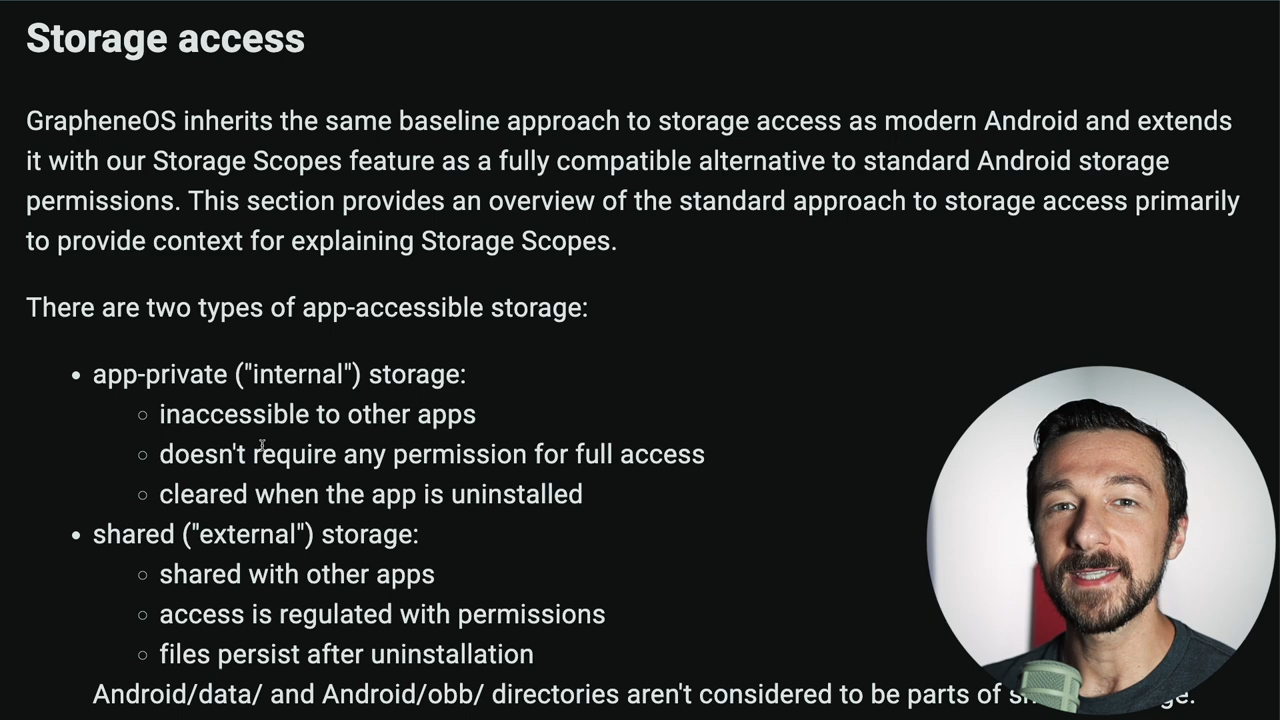 Storage access
GrapheneOS inherits the same baseline approach to storage access as modern Android and extends
it with our Storage Scopes feature as a fully compatible alternative to standard Android storage
permissions. This section provides an overview of the standard approach to storage access primarily
to provide context for explaining Storage Scopes.
There are two types of app-accessible storage:
• app-private ("internal") storage:
○ inaccessible to other apps
○ doesn't require any permission for full access
○ cleared when the app is uninstalled
• shared ("external") storage:
○ shared with other apps
○ access is regulated with permissions
○ files persist after uninstallation
Android/data/ and Android/obb/ directories aren't considered to be parts of